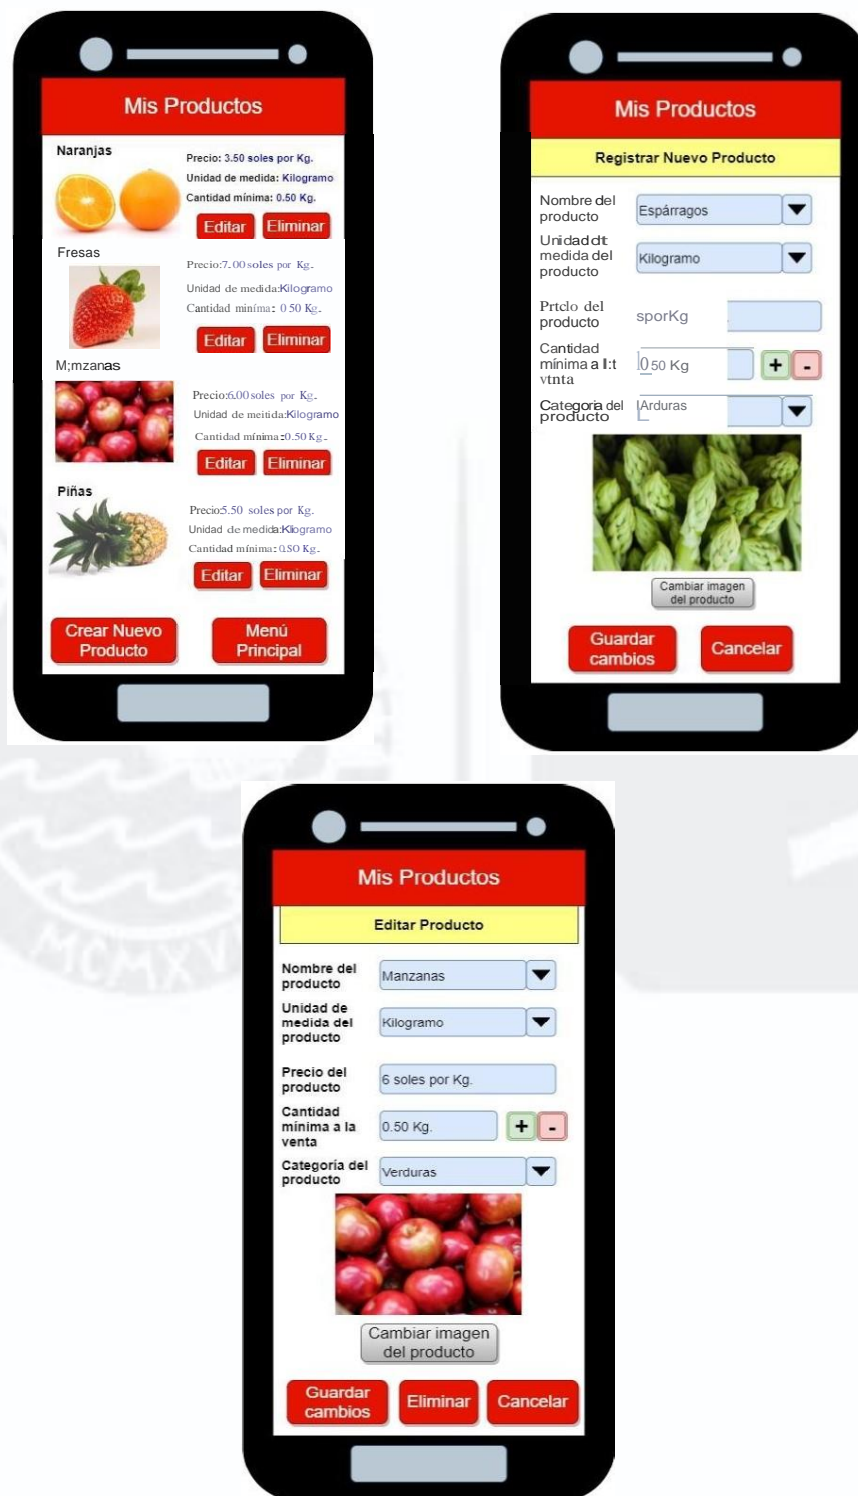 Mis Productos
Naranjas
Precio: 3.50 soles por Kg.
Unidad de medida: Kilogramo
Cantidad mínima: 0.50 Kg.
Editar Eliminar
Fresas
Precio:7.00 soles por Kg.
Unidad de medida:Kilogramo
Cantidad miníma: 0 50 Kg.
Editar Eliminar
M;mzanas
Precio:6.00 soles por Kg.
Unidad de meitida:Kilogramo
Cantidad mínima:0.50 Kg.
Editar Eliminar
Piñas
Precio:5.50 soles por Kg.
Unidad de medida:Kilogramo
Cantidad mínima: 0.80 Kg.
Editar Eliminar
Crear Nuevo
Producto
Menú
Principal
Mis Productos
Registrar Nuevo Producto
Nombre del
producto
Espárragos
Unidad dt
medida del
producto
Kilogramo
Prtclo del
producto
sporKg
Cantidad
mínima a ll:t
vtnta
0 50 Kg
+ -
Categoria del
producto
Arduras
Cambiar imagen
del producto
Guardar
cambios
Cancelar
Mis Productos
Editar Producto
Nombre del
producto
Manzanas
Unidad de
medida del
producto
Kilogramo
Precio del
producto
6 soles por Kg.
Cantidad
mínima a la
venta
0.50 Kg.
+ -
Categoría del
producto
Verduras
Cambiar imagen
del producto
Guardar
cambios
Eliminar
Cancelar
MCMXV